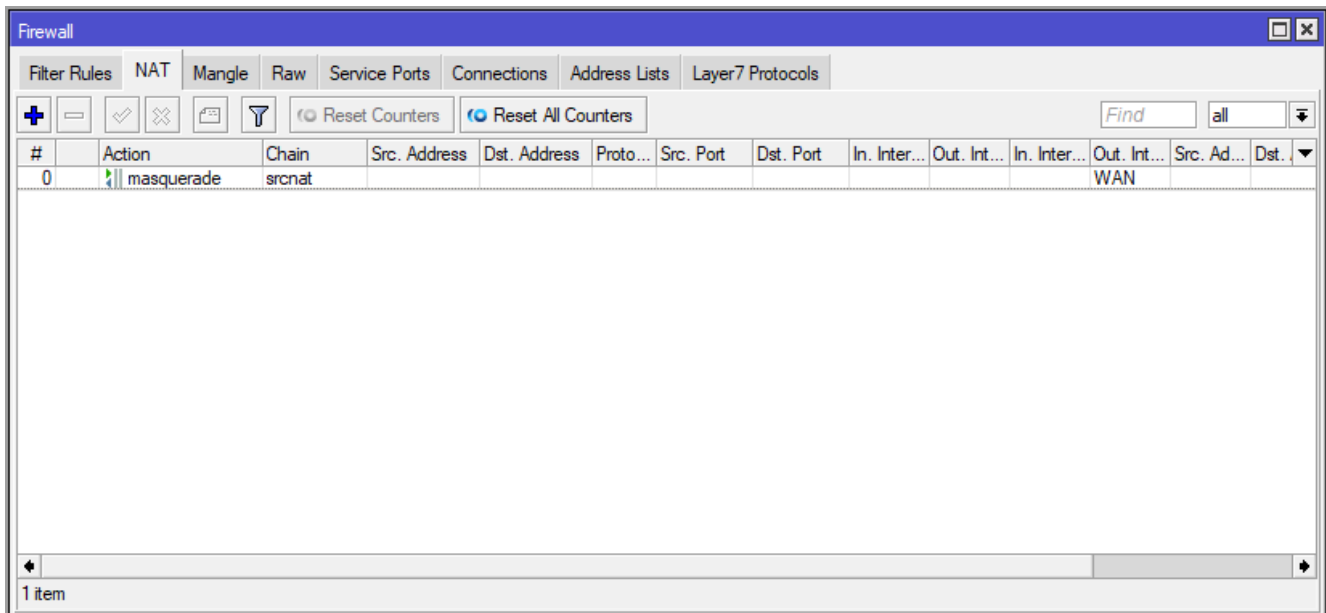 Firewall
Filter Rules NAT Mangle Raw Service Ports Connections Address Lists Layer7 Protocols
Reset Counters Reset All Counters Find all
# Action Chain Src. Address Dst. Address Proto... Src. Port Dst. Port In. Inter... Out. Int... In. Inter... Out. Int... Src. Ad... Dst.
0 masquerade srcnat WAN
1 item